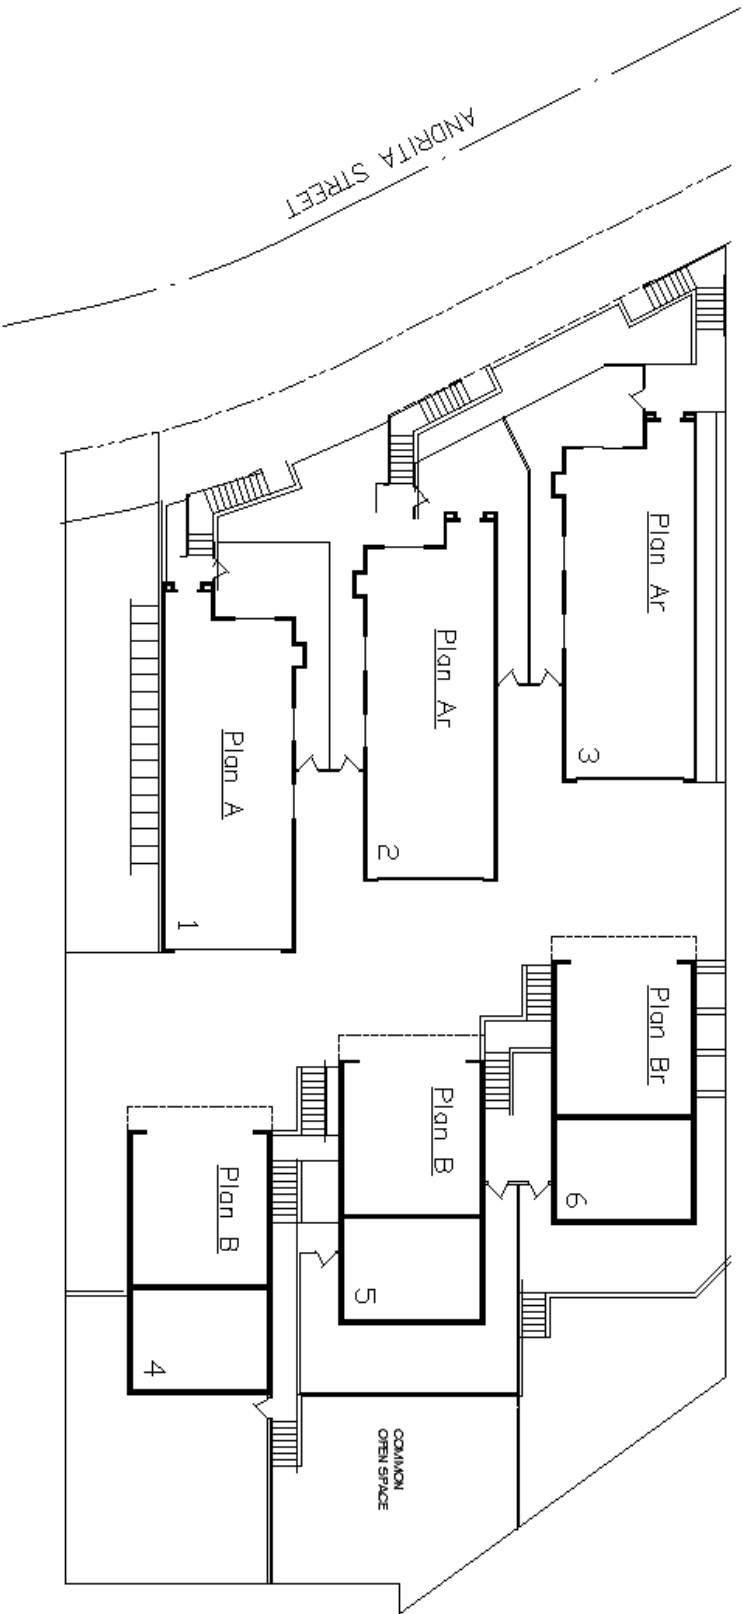 ANDRITA STREET
Plan Ar
3
Plan Ar
2
Plan A
1
Plan Br
6
Plan B
5
Plan B
4
COMMON
OPEN SPACE